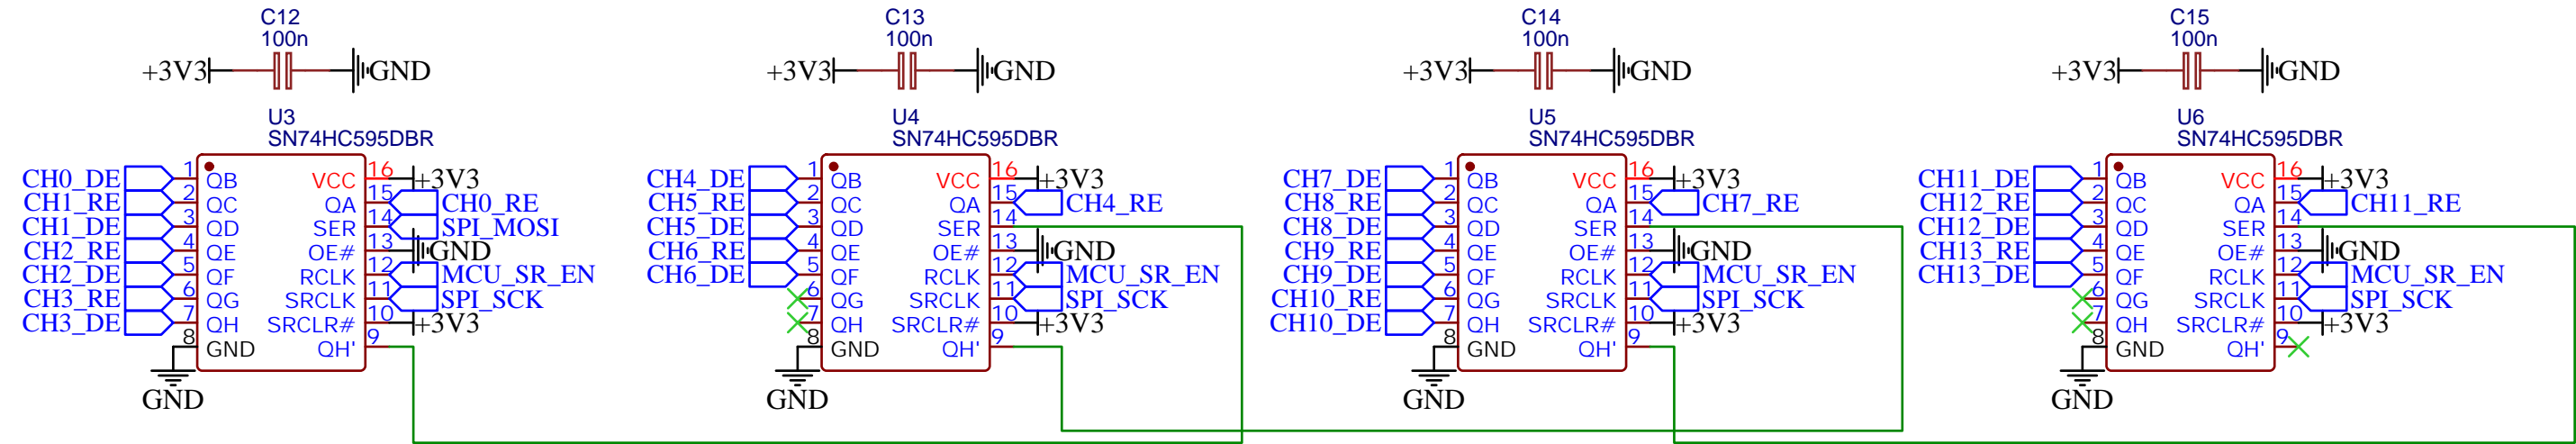 C12
100n
+3V3
GND
U3
SN74HC595DBR
CH0_DE 1 QB VCC 16 +3V3
CH1_RE 2 QC QA 15 CH0_RE
CH1_DE 3 QD SER 14 SPI_MOSI
CH2_RE 4 QE OE# 13 GND
CH2_DE 5 QF RCLK 12 MCU_SR_EN
CH3_RE 6 QG SRCLK 11 SPI_SCK
CH3_DE 7 QH SRCLR# 10 +3V3
8 GND QH' 9
GND
C13
100n
+3V3
GND
U4
SN74HC595DBR
CH4_DE 1 QB VCC 16 +3V3
CH5_RE 2 QC QA 15 CH4_RE
CH5_DE 3 QD SER 14
CH6_RE 4 QE OE# 13 GND
CH6_DE 5 QF RCLK 12 MCU_SR_EN
6 QG SRCLK 11 SPI_SCK
7 QH SRCLR# 10 +3V3
8 GND QH' 9
GND
C14
100n
+3V3
GND
U5
SN74HC595DBR
CH7_DE 1 QB VCC 16 +3V3
CH8_RE 2 QC QA 15 CH7_RE
CH8_DE 3 QD SER 14
CH9_RE 4 QE OE# 13 GND
CH9_DE 5 QF RCLK 12 MCU_SR_EN
CH10_RE 6 QG SRCLK 11 SPI_SCK
CH10_DE 7 QH SRCLR# 10 +3V3
8 GND QH' 9
GND
C15
100n
+3V3
GND
U6
SN74HC595DBR
CH11_DE 1 QB VCC 16 +3V3
CH12_RE 2 QC QA 15 CH11_RE
CH12_DE 3 QD SER 14
CH13_RE 4 QE OE# 13 GND
CH13_DE 5 QF RCLK 12 MCU_SR_EN
6 QG SRCLK 11 SPI_SCK
7 QH SRCLR# 10 +3V3
8 GND QH' 9
GND